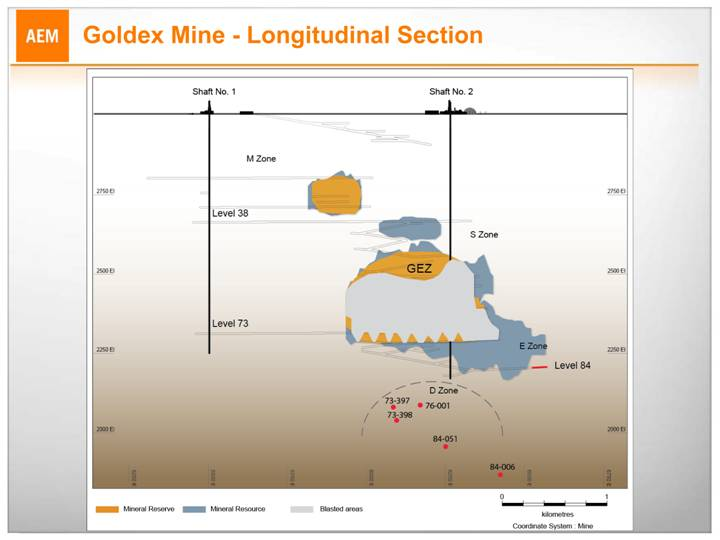 AEM
Goldex Mine - Longitudinal Section
Shaft No. 1
Shaft No. 2
M Zone
2750 El
2750 El
Level 38
S Zone
GEZ
2500 El
2500 El
Level 73
E Zone
2250 El
2250 El
Level 84
D Zone
73-397
76-001
73-398
2000 El
2000 El
84-051
84-006
Mineral Reserve
Mineral Resource
Blasted areas
0
1
kilometres
Coordinate System : Mine